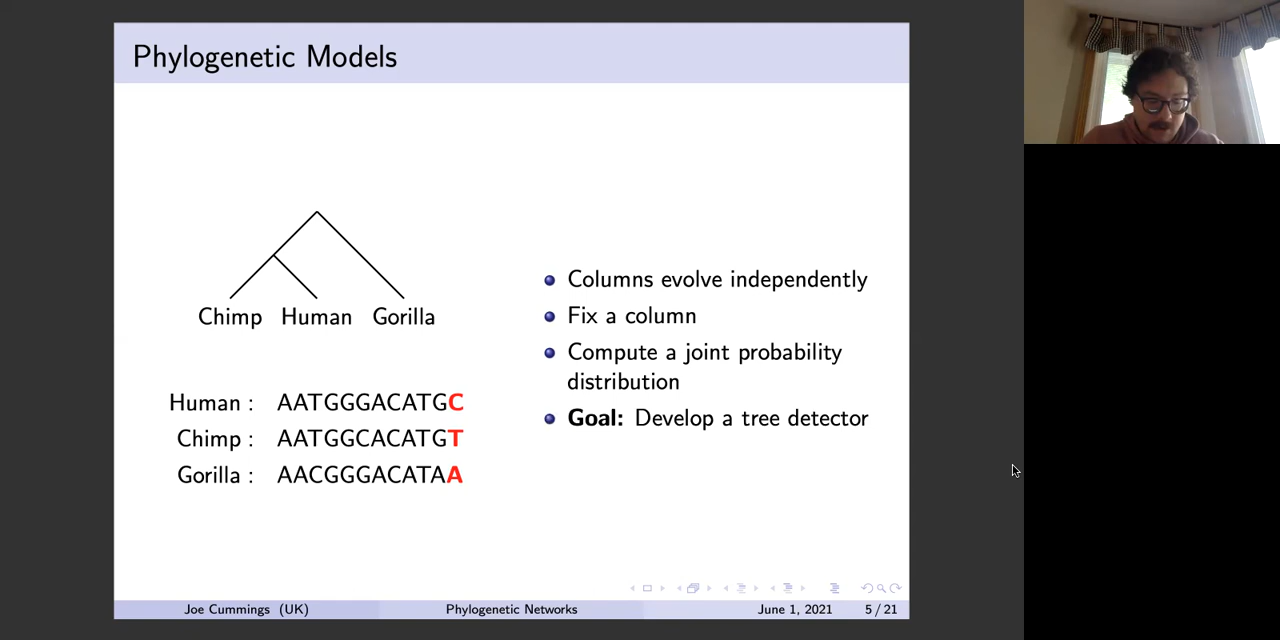 Phylogenetic Models
Chimp Human Gorilla
Human : AATGGGACATGC
Chimp : AATGGCACATGT
Gorilla : AACGGGACATAA
Columns evolve independently
Fix a column
Compute a joint probability
distribution
Goal: Develop a tree detector
Joe Cummings (UK) Phylogenetic Networks June 1, 2021 5 / 21